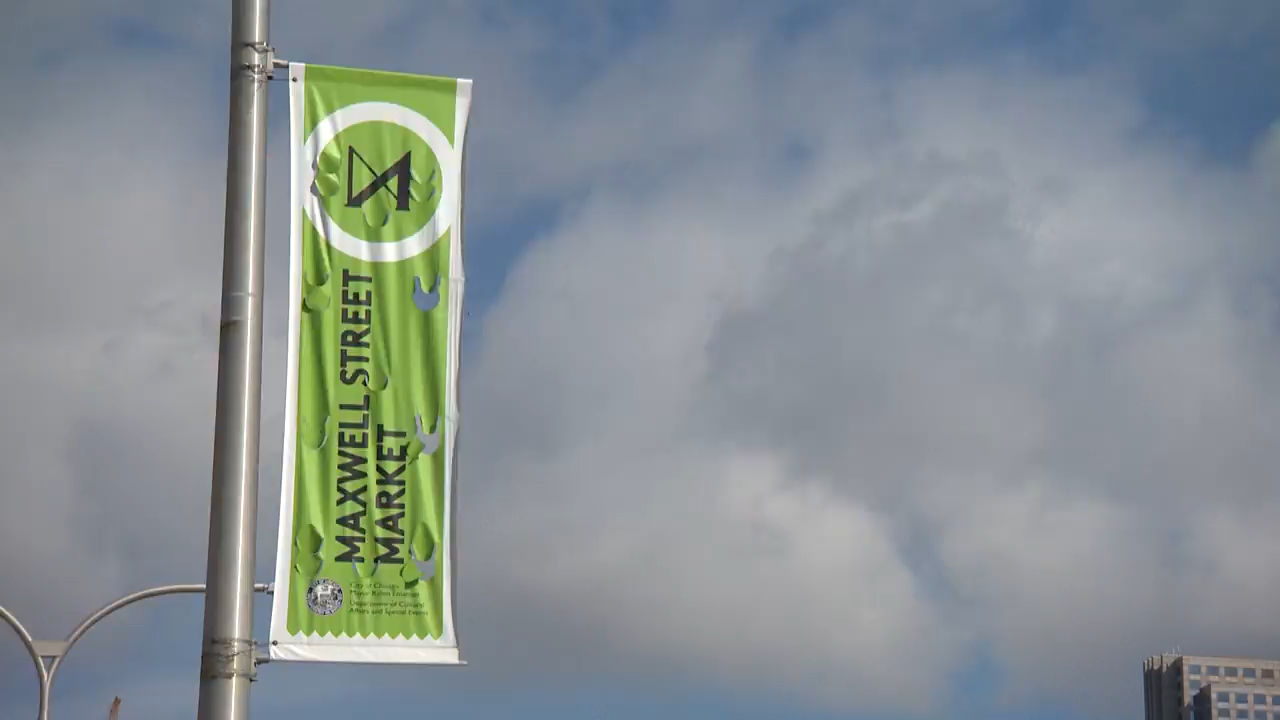 MAXWELL STREET
MARKET
City of Chicago
Mayor Rahm Emanuel
Department of Cultural
Affairs and Special Events